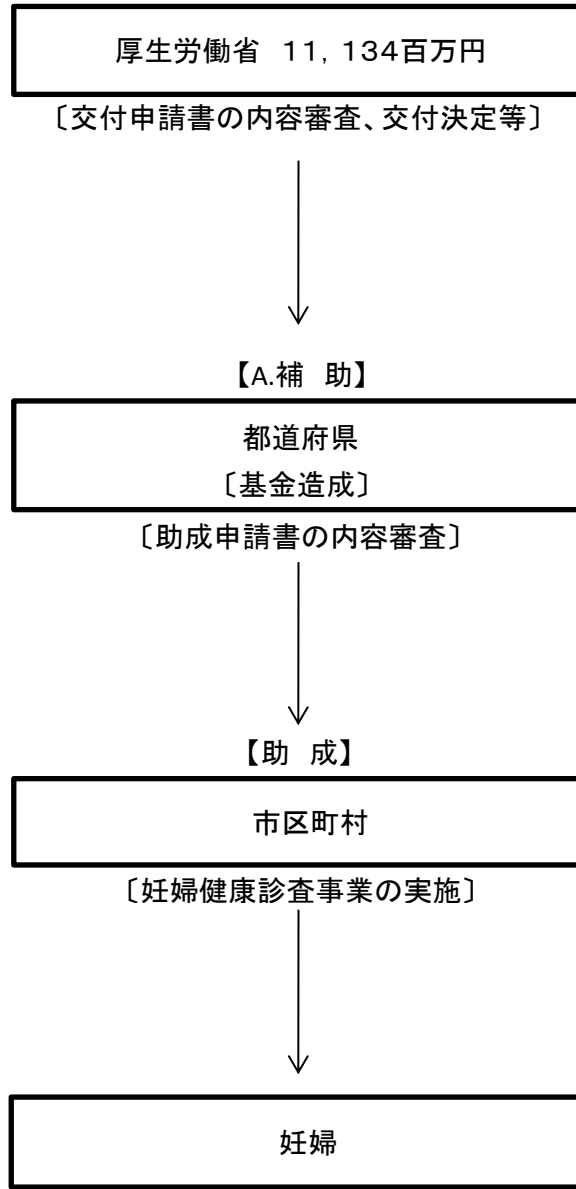 厚生労働省　11，134百万円
〔交付申請書の内容審査、交付決定等〕
【A.補　助】
都道府県
〔基金造成〕
〔助成申請書の内容審査〕
【助　成】
市区町村
〔妊婦健康診査事業の実施〕
妊婦